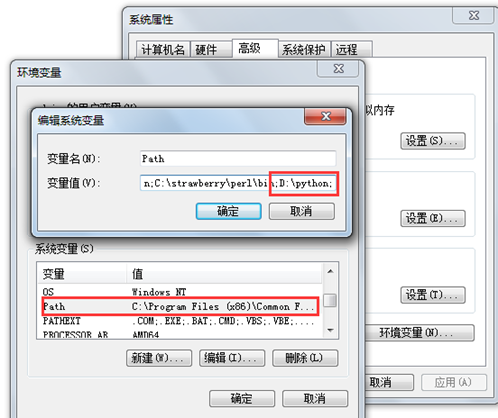 系统属性
计算机名
硬件
高级
系统保护
远程
以内存
设置(S)...
设置(E)...
设置(T)...
环境变量(N)...
取消
应用(A)
环境变量
的用户变量(U)
编辑系统变量
变量名(N):
Path
变量值(V):
n;C:\strawberry\perl\bin;D:\python;
确定
取消
系统变量(S)
变量
值
OS
Windows_NT
Path
C:\Program Files (x86)\Common F...
PATHEXT
.COM;.EXE;.BAT;.CMD;.VBS;.VBE;....
PROCESSOR_AR
AMD64
新建(W)...
编辑(I)...
删除(L)
确定
取消